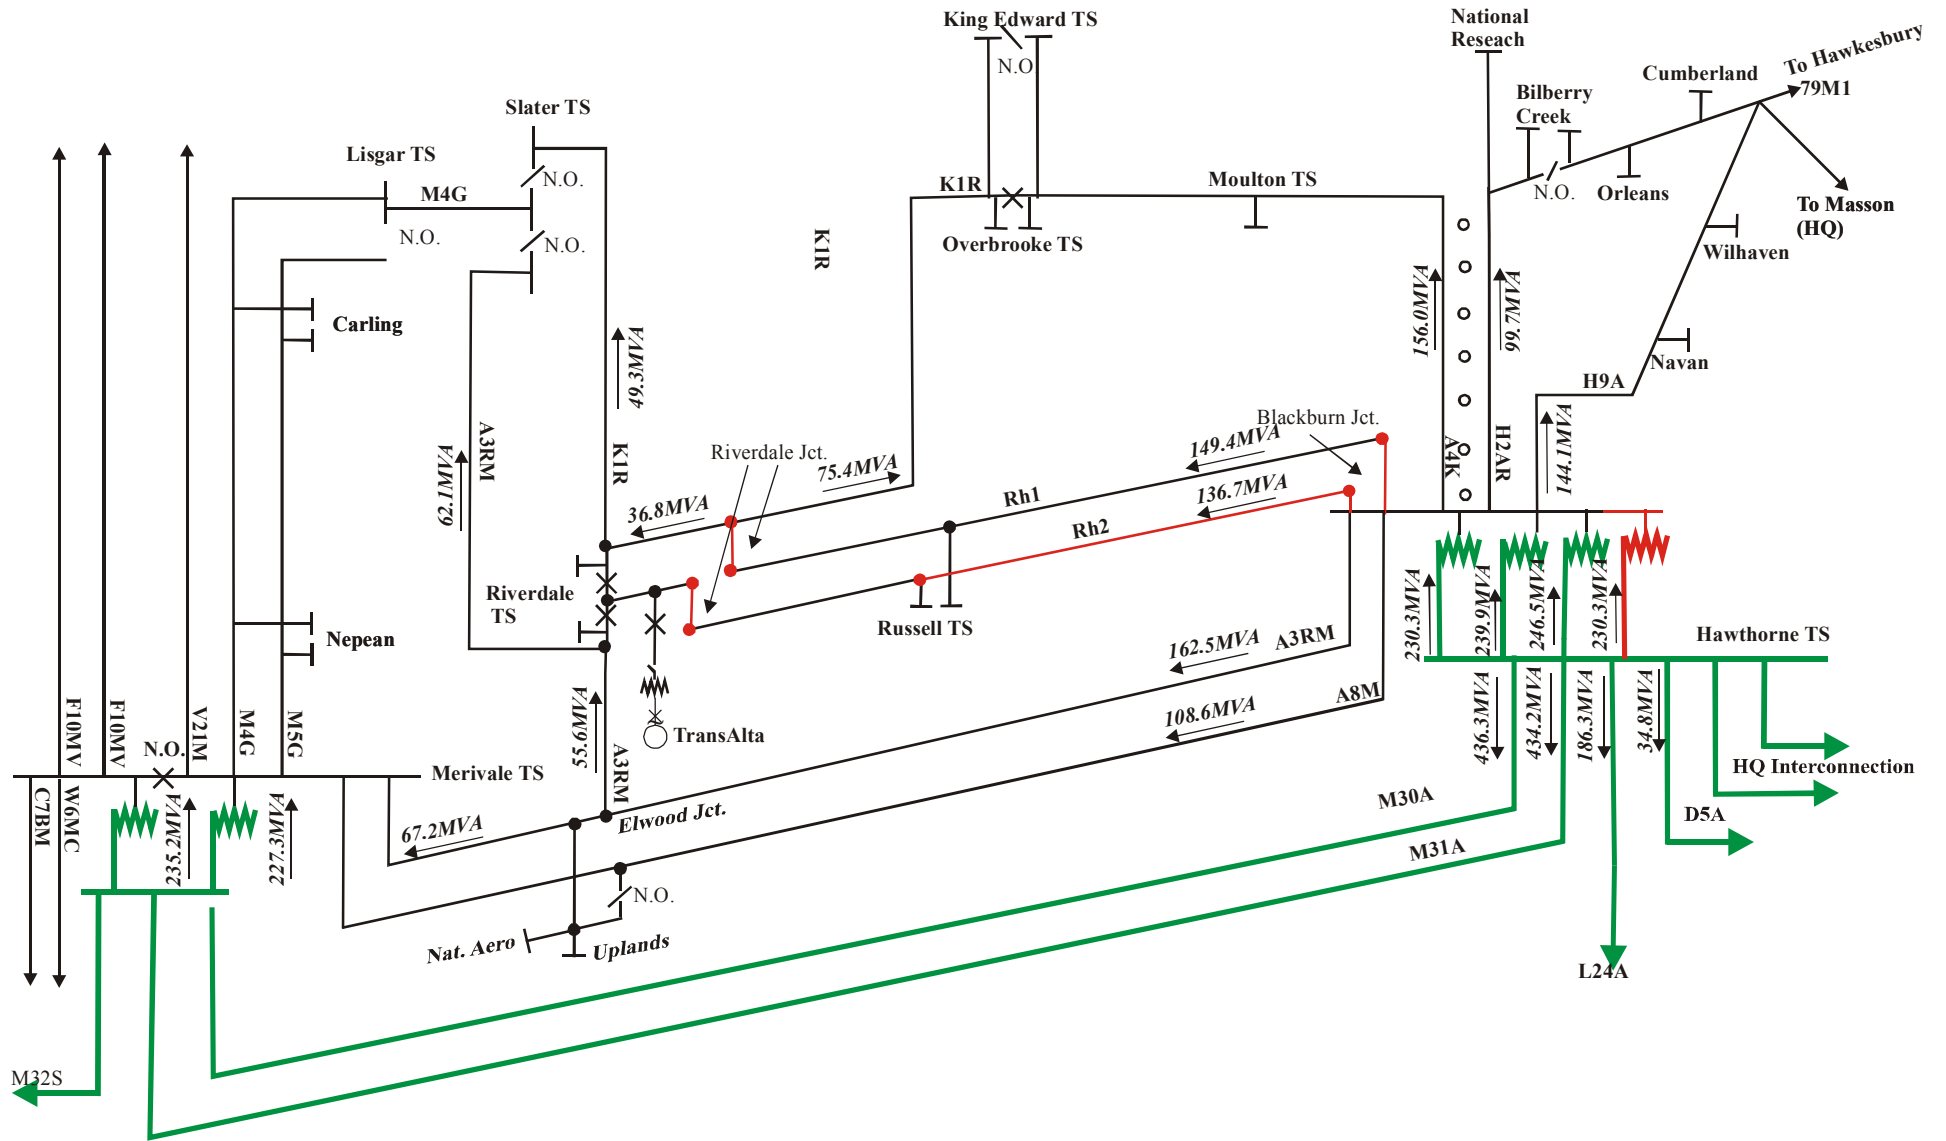 King Edward TS
N.O.
National
Reseach
To Hawkesbury
79M1
Cumberland
Bilberry
Creek
N.O.
Orleans
To Masson
(HQ)
Wilhaven
Navan
H9A
144.1MVA
Slater TS
N.O.
Lisgar TS
M4G
N.O.
N.O.
K1R
Moulton TS
Overbrooke TS
K1R
156.0MVA
99.7MVA
A4K
H2AR
Carling
49.3MVA
K1R
A3RM
62.1MVA
Blackburn Jct.
Riverdale Jct.
149.4MVA
75.4MVA
136.7MVA
36.8MVA
Rh1
Rh2
Riverdale
TS
Russell TS
Nepean
162.5MVA
A3RM
A8M
108.6MVA
TransAlta
55.6MVA
A3RM
230.3MVA
239.9MVA
246.5MVA
230.3MVA
Hawthorne TS
436.3MVA
434.2MVA
186.3MVA
34.8MVA
HQ Interconnection
D5A
F10MV
F10MV
N.O.
V21M
M4G
M5G
Merivale TS
C7BM
W6MC
235.2MVA
227.3MVA
67.2MVA
Elwood Jct.
M30A
M31A
N.O.
Nat. Aero
Uplands
L24A
M32S